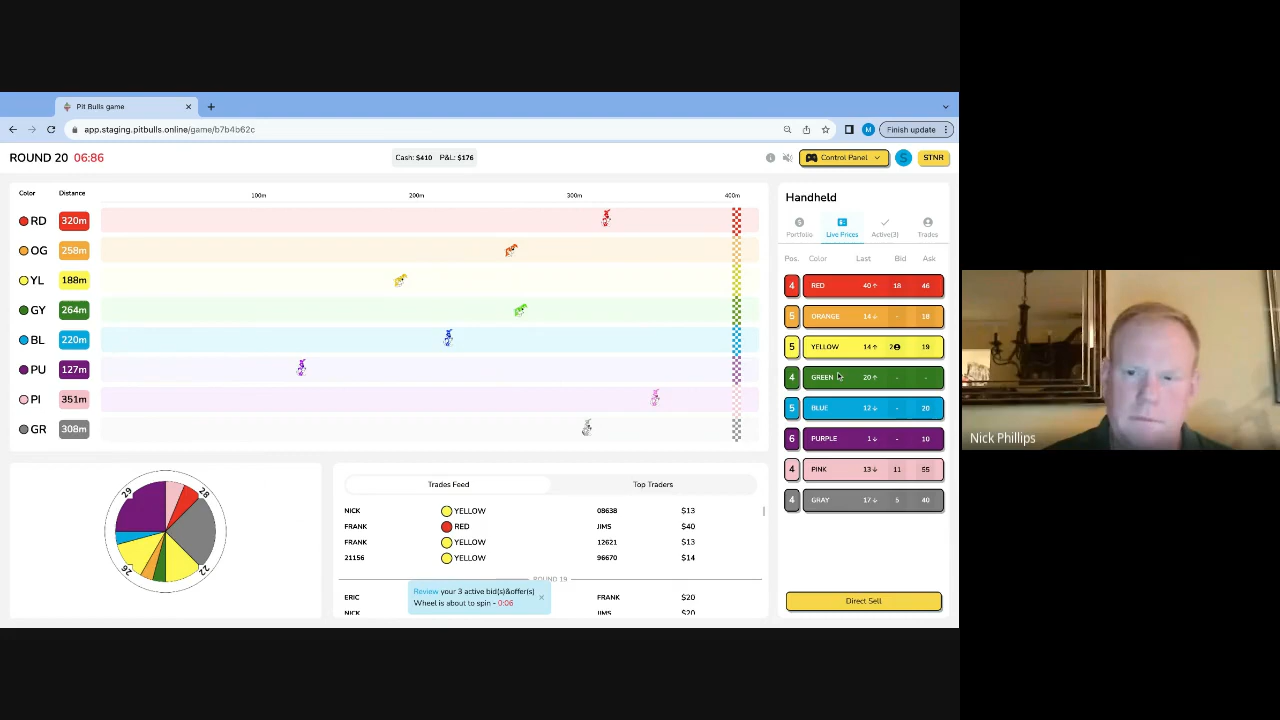 Pit Bulls game
app.staging.pitbulls.online/game/b7b4b62c
M
Finish update
ROUND 20 06:86
Cash: $410 P&L: $176
Control Panel
S
STNR
Color Distance 100m 200m 300m 400m
RD 320m
OG 258m
YL 188m
GY 264m
BL 220m
PU 127m
PI 351m
GR 308m
Handheld
Portfolio Live Prices Active(3) Trades
Pos. Color Last Bid Ask
4 RED 40↑ 18 46
5 ORANGE 14↓ - 18
5 YELLOW 14↑ 2 19
4 GREEN 20↑ - -
5 BLUE 12↓ - 20
6 PURPLE 1↓ - 10
4 PINK 13↓ 11 55
4 GRAY 17↓ 5 40
Direct Sell
29 28
26 22
Trades Feed Top Traders
NICK YELLOW 08638 $13
FRANK RED JIMS $40
FRANK YELLOW 12621 $13
21156 YELLOW 96670 $14
ROUND 19
ERIC FRANK $20
NICK JIMS $20
Review your 3 active bid(s)&offer(s)
Wheel is about to spin - 0:06
Nick Phillips